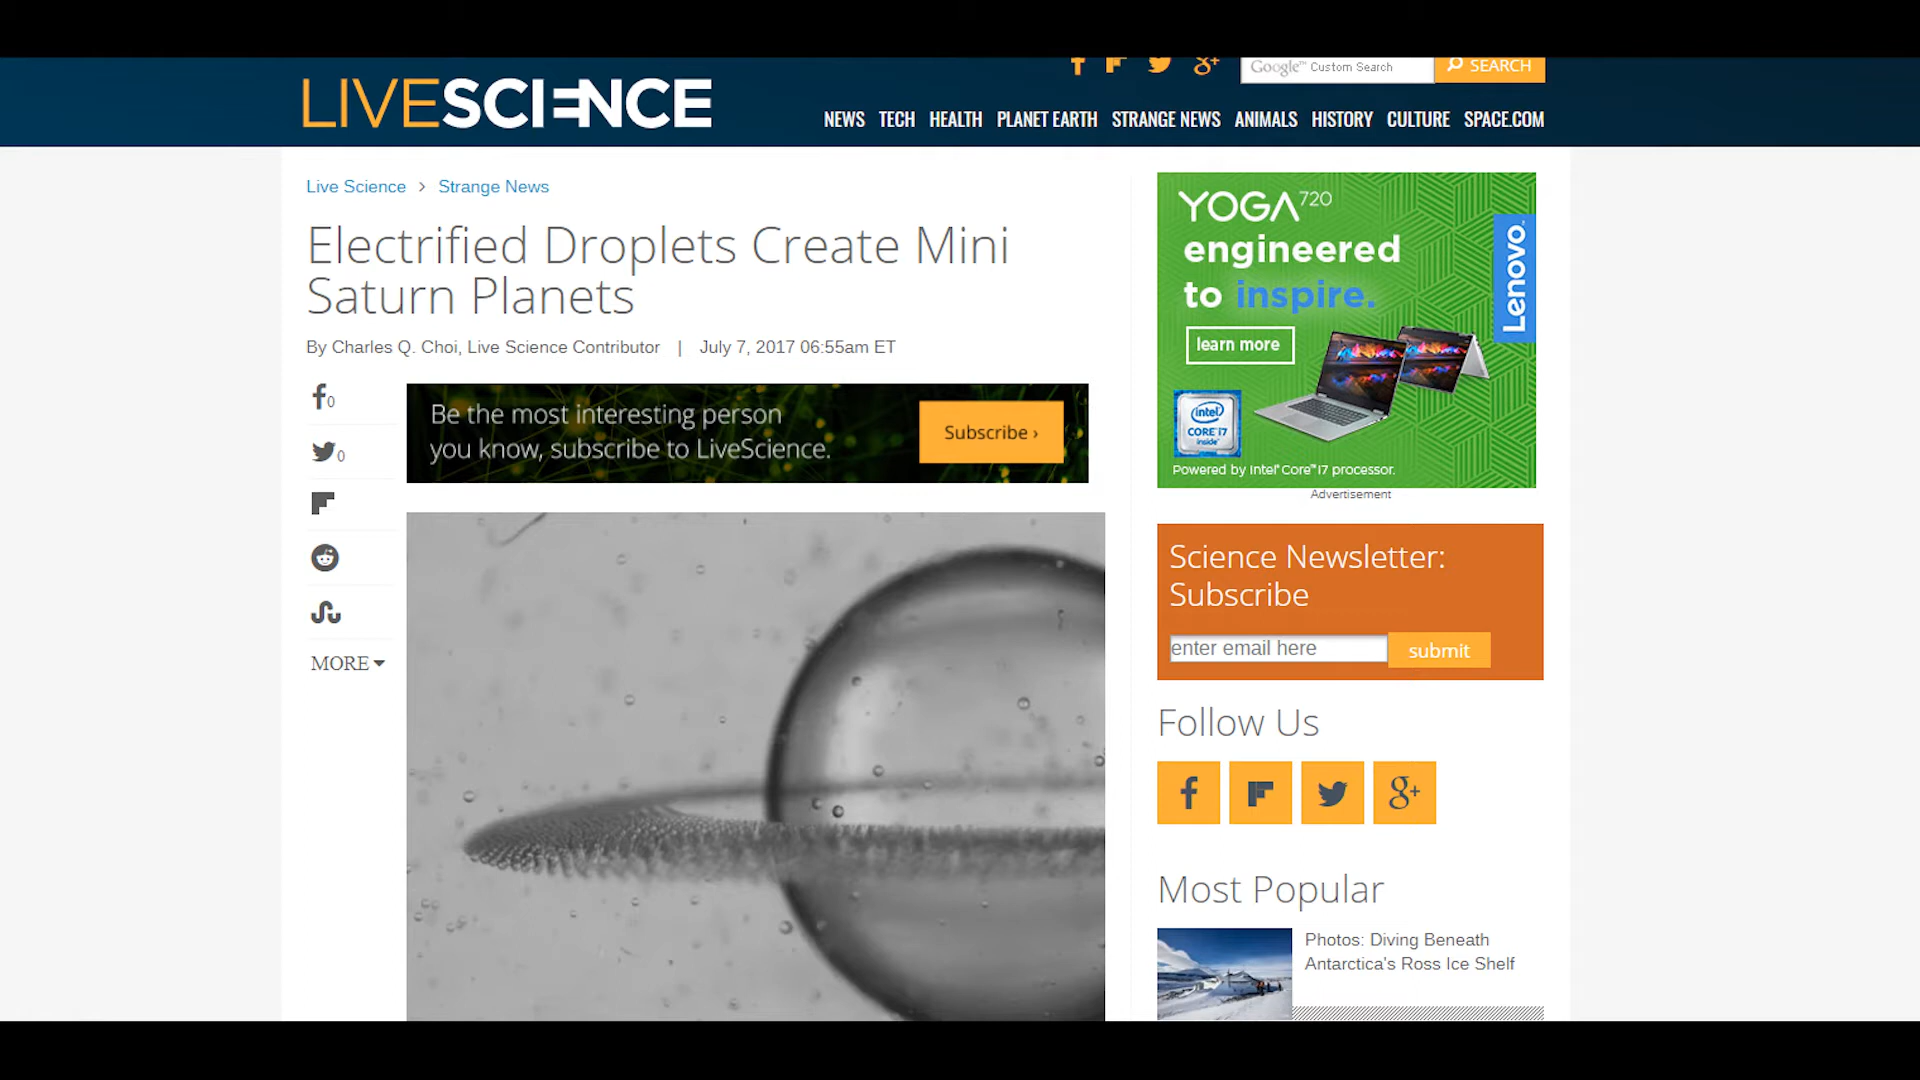 LIVESCIENCE
Google™ Custom Search
SEARCH
NEWS TECH HEALTH PLANET EARTH STRANGE NEWS ANIMALS HISTORY CULTURE SPACE.COM
Live Science > Strange News
Electrified Droplets Create Mini
Saturn Planets
By Charles Q. Choi, Live Science Contributor | July 7, 2017 06:55am ET
0
0
MORE
Be the most interesting person
you know, subscribe to LiveScience.
Subscribe ›
YOGA 720
engineered
to inspire.
learn more
Lenovo.
intel
CORE i7
inside
Powered by Intel® Core™ i7 processor.
Advertisement
Science Newsletter:
Subscribe
enter email here
submit
Follow Us
Most Popular
Photos: Diving Beneath
Antarctica's Ross Ice Shelf